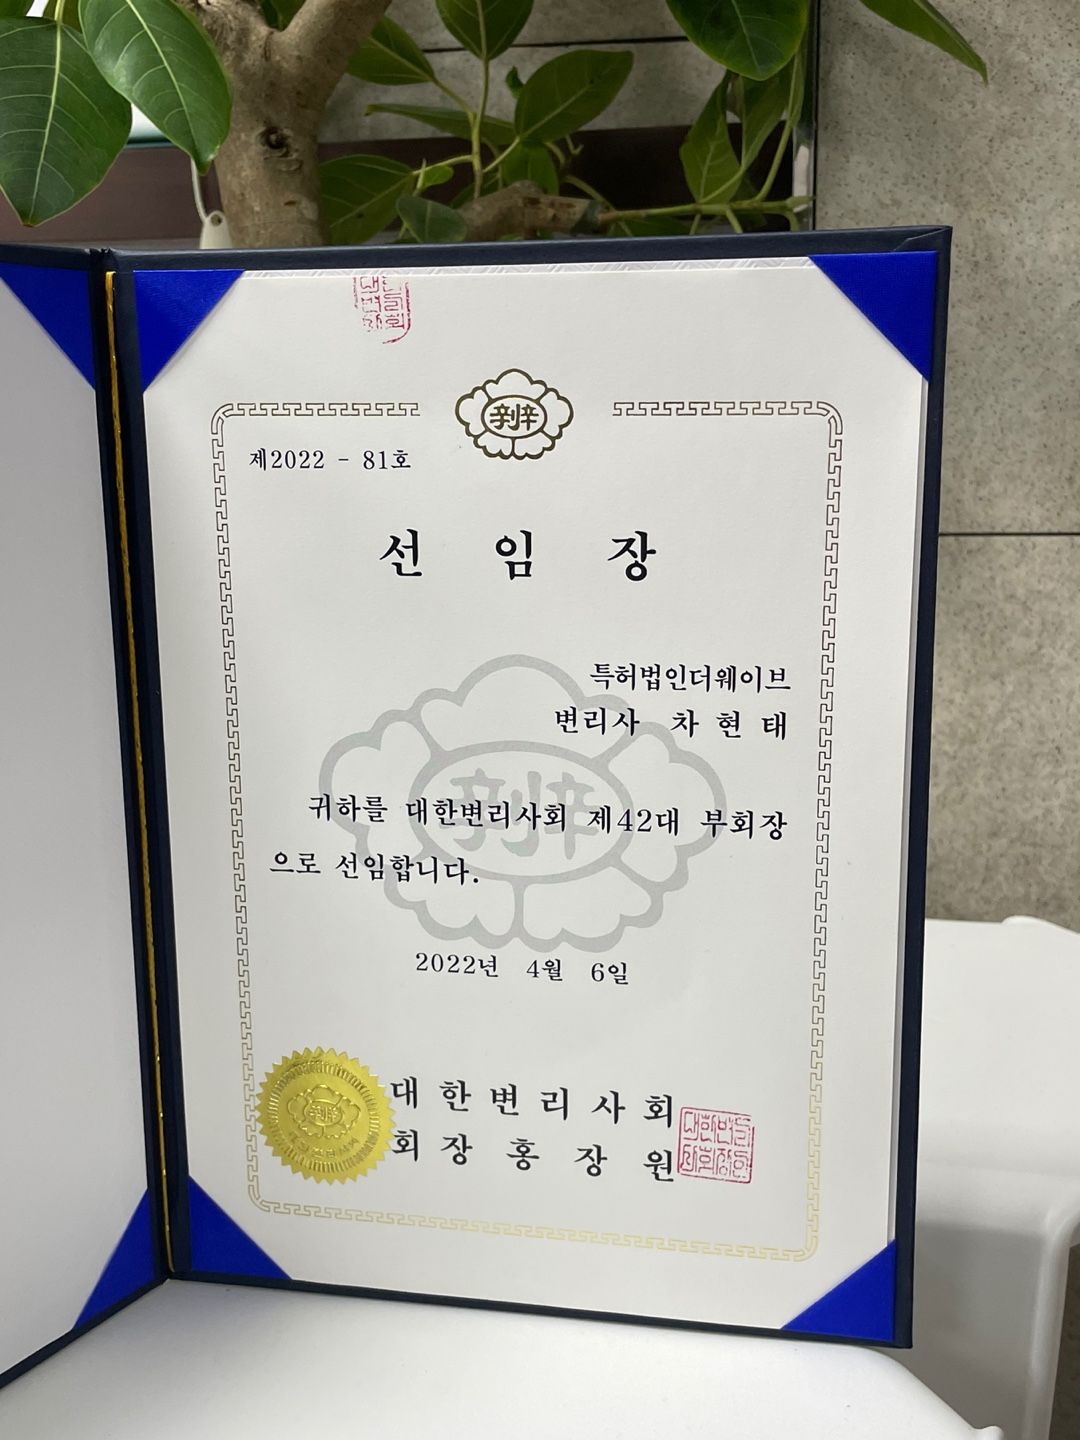 제2022 - 81호
선 임 장
특허법인더웨이브
변리사 차 현 태
귀하를 대한변리사회 제42대 부회장
으로 선임합니다.
2022년 4월 6일
대 한 변 리 사 회
회 장 홍 장 원